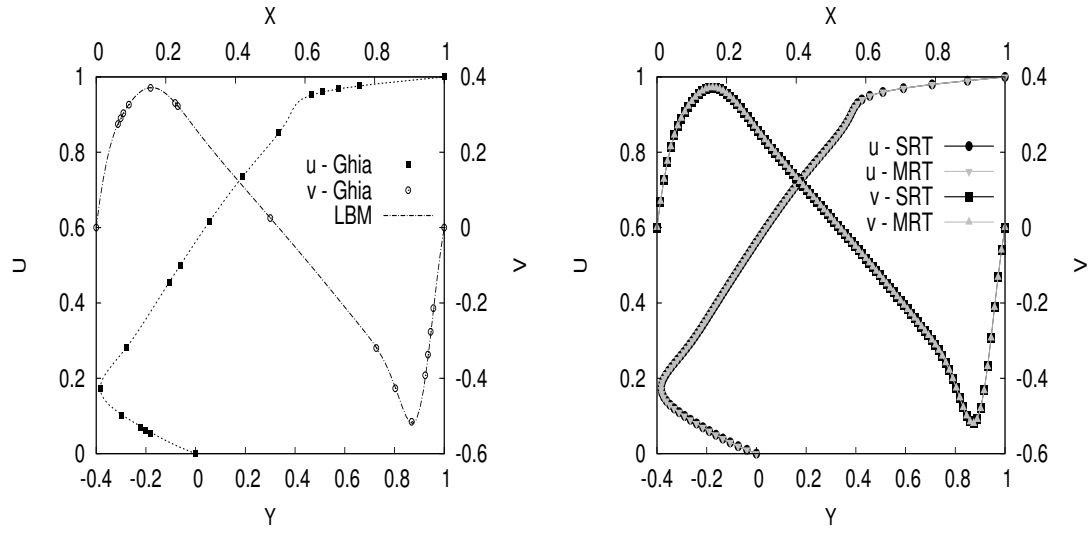 X
0 0.2 0.4 0.6 0.8 1
1 0.8 0.6 0.4 0.2 0
U
0.4 0.2 0 -0.2 -0.4 -0.6
V
u - Ghia
v - Ghia
LBM
-0.4 -0.2 0 0.2 0.4 0.6 0.8 1
Y
X
0 0.2 0.4 0.6 0.8 1
1 0.8 0.6 0.4 0.2 0
U
0.4 0.2 0 -0.2 -0.4 -0.6
V
u - SRT
u - MRT
v - SRT
v - MRT
-0.4 -0.2 0 0.2 0.4 0.6 0.8 1
Y